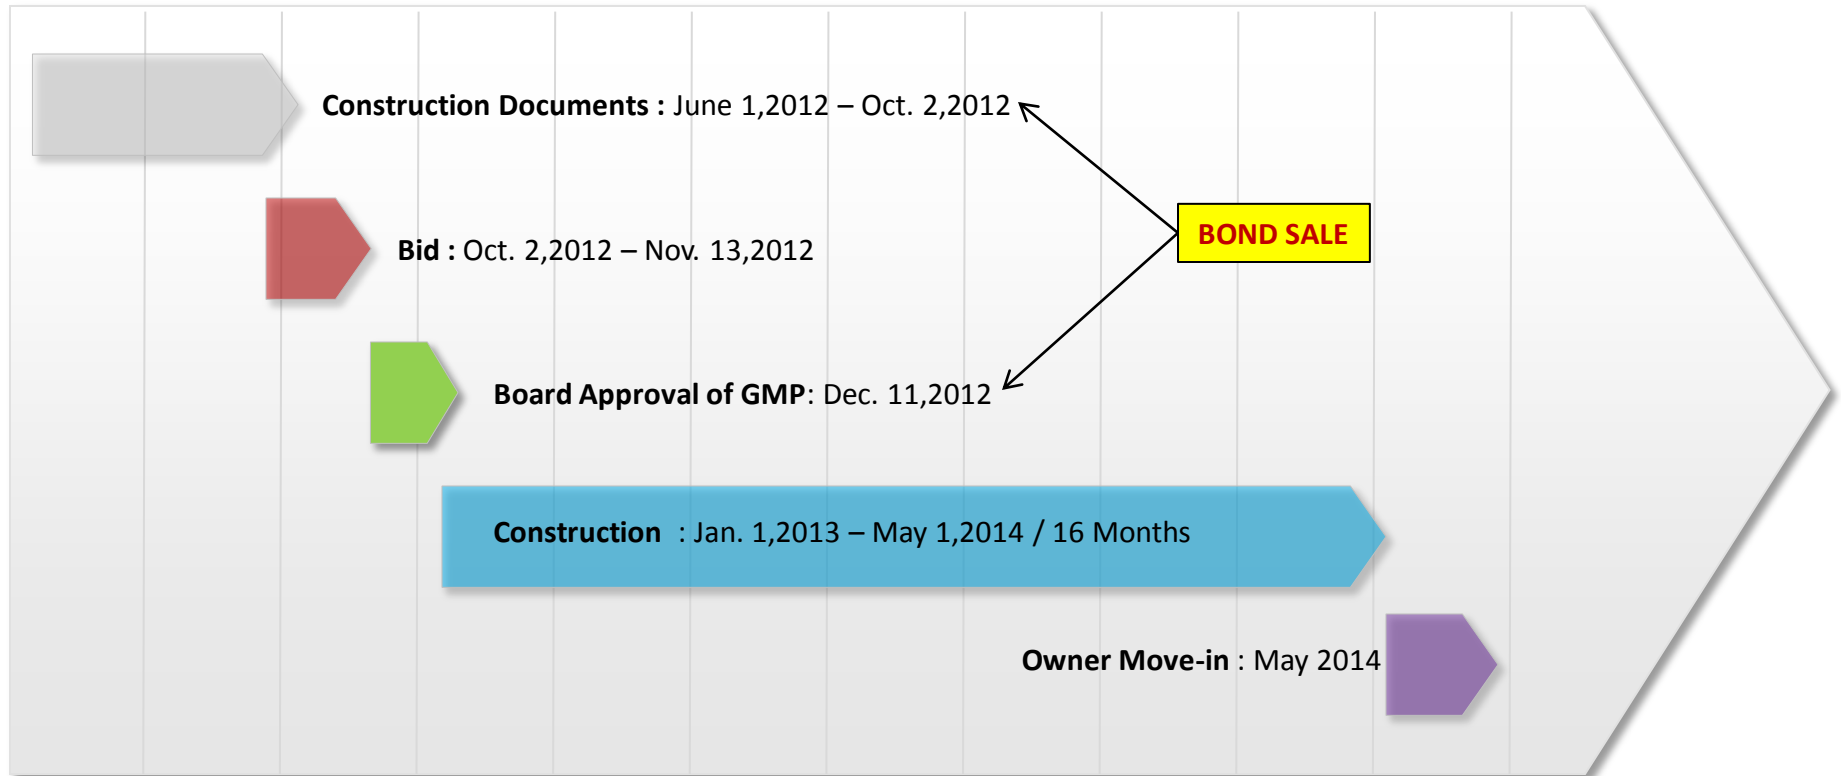 Construction Documents : June 1,2012 – Oct. 2,2012
BOND SALE
Bid : Oct. 2,2012 – Nov. 13,2012
Board Approval of GMP: Dec. 11,2012
Construction : Jan. 1,2013 – May 1,2014 / 16 Months
Owner Move-in : May 2014